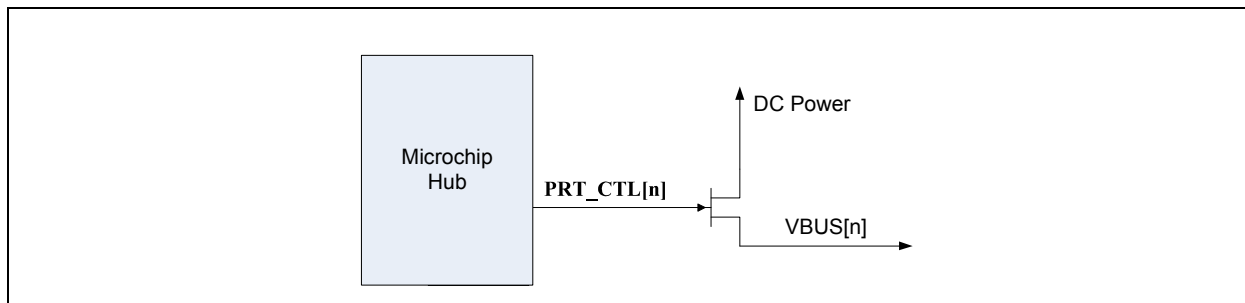 DC Power
Microchip
Hub
PRT_CTL[n]
VBUS[n]